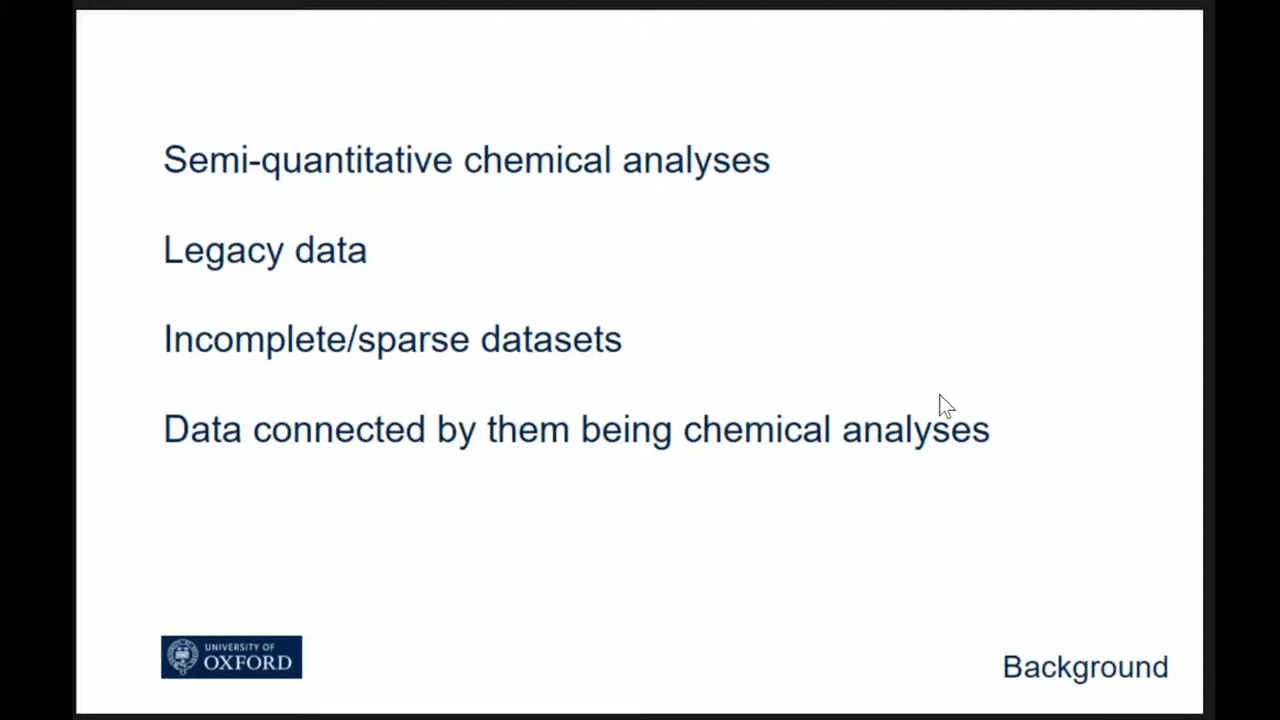 Semi-quantitative chemical analyses
Legacy data
Incomplete/sparse datasets
Data connected by them being chemical analyses
UNIVERSITY OF
OXFORD
Background